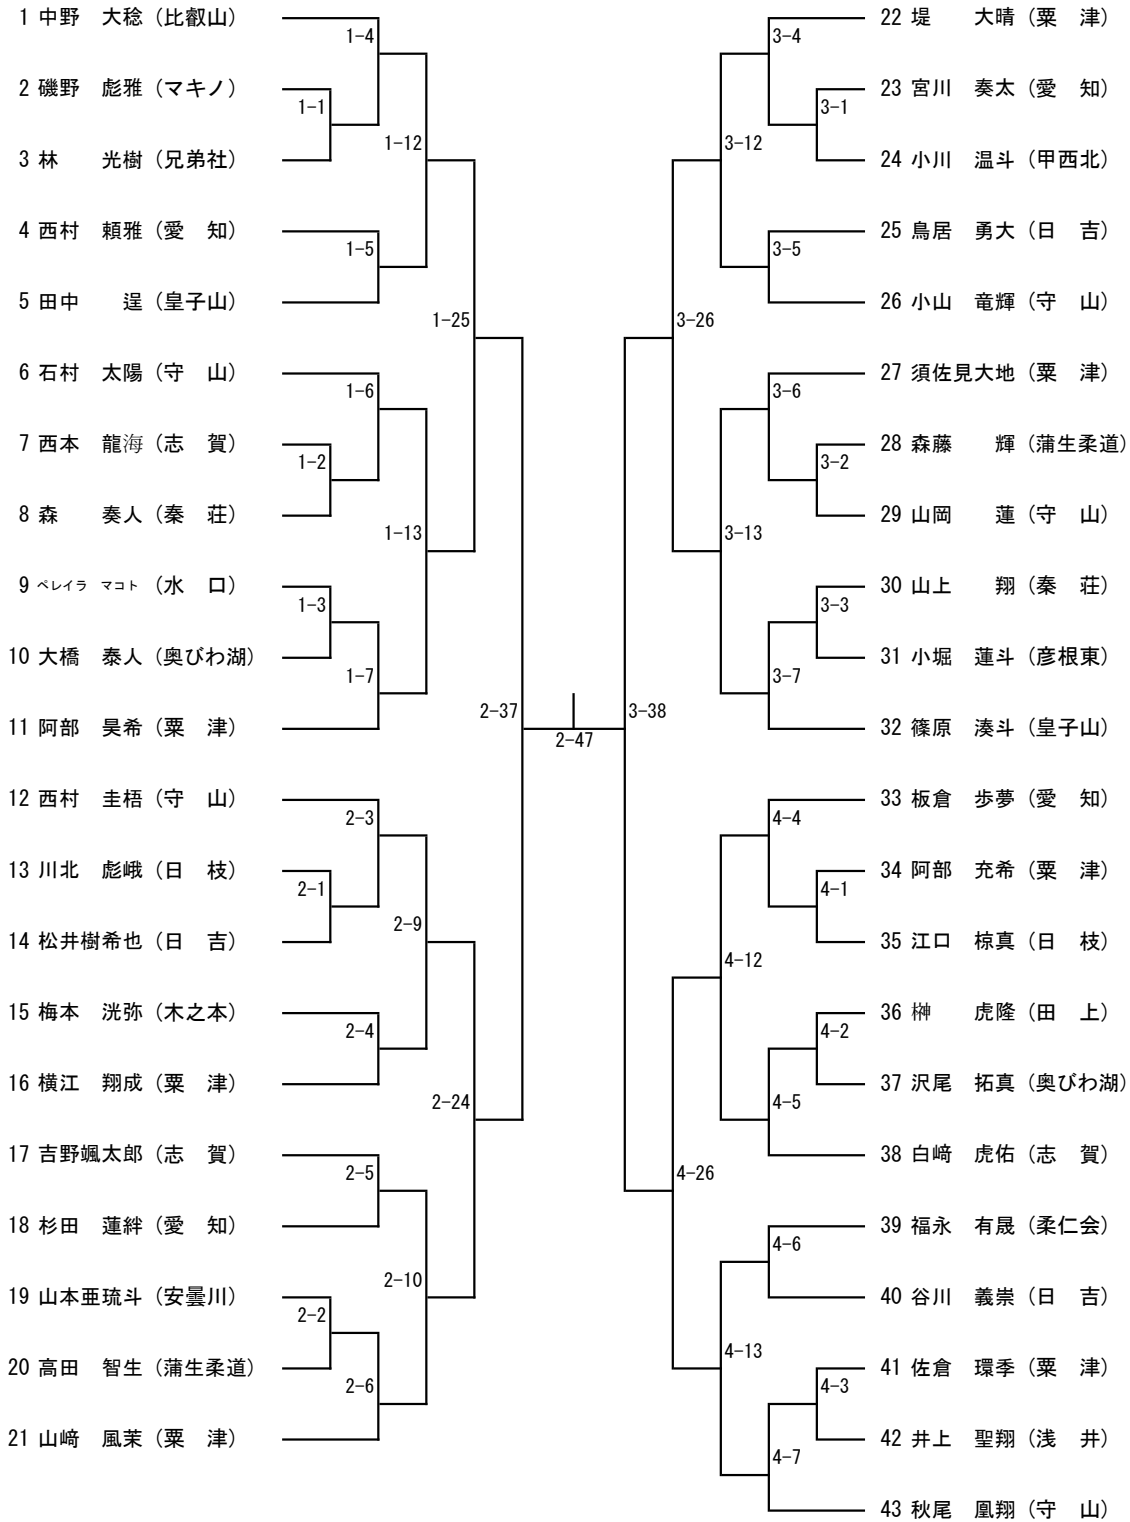 1 中野　大稔（比叡山）
1-4
2 磯野　彪雅（マキノ）
1-1
3 林　　光樹（兄弟社）
1-12
4 西村　頼雅（愛　知）
1-5
5 田中　　逞（皇子山）
1-25
6 石村　太陽（守　山）
1-6
7 西本　龍海（志　賀）
1-2
8 森　　奏人（秦　荘）
1-13
9 ペレイラ　マコト（水　口）
1-3
10 大橋　泰人（奥びわ湖）
1-7
11 阿部　昊希（粟　津）
2-37
12 西村　圭梧（守　山）
2-3
13 川北　彪峨（日　枝）
2-1
14 松井樹希也（日　吉）
2-9
15 梅本　洸弥（木之本）
2-4
16 横江　翔成（粟　津）
2-24
17 吉野颯太郎（志　賀）
2-5
18 杉田　蓮絆（愛　知）
2-10
19 山本亜琉斗（安曇川）
2-2
20 高田　智生（蒲生柔道）
2-6
21 山﨑　風茉（粟　津）
2-47
22 堤　　大晴（粟　津）
3-4
23 宮川　奏太（愛　知）
3-1
24 小川　温斗（甲西北）
3-12
25 鳥居　勇大（日　吉）
3-5
26 小山　竜輝（守　山）
3-26
27 須佐見大地（粟　津）
3-6
28 森藤　　輝（蒲生柔道）
3-2
29 山岡　　蓮（守　山）
3-13
30 山上　　翔（秦　荘）
3-3
31 小堀　蓮斗（彦根東）
3-7
32 篠原　湊斗（皇子山）
3-38
33 板倉　歩夢（愛　知）
4-4
34 阿部　充希（粟　津）
4-1
35 江口　椋真（日　枝）
4-12
36 榊　　虎隆（田　上）
4-2
37 沢尾　拓真（奥びわ湖）
4-5
38 白﨑　虎佑（志　賀）
4-26
39 福永　有晟（柔仁会）
4-6
40 谷川　義崇（日　吉）
4-13
41 佐倉　環季（粟　津）
4-3
42 井上　聖翔（浅　井）
4-7
43 秋尾　凰翔（守　山）